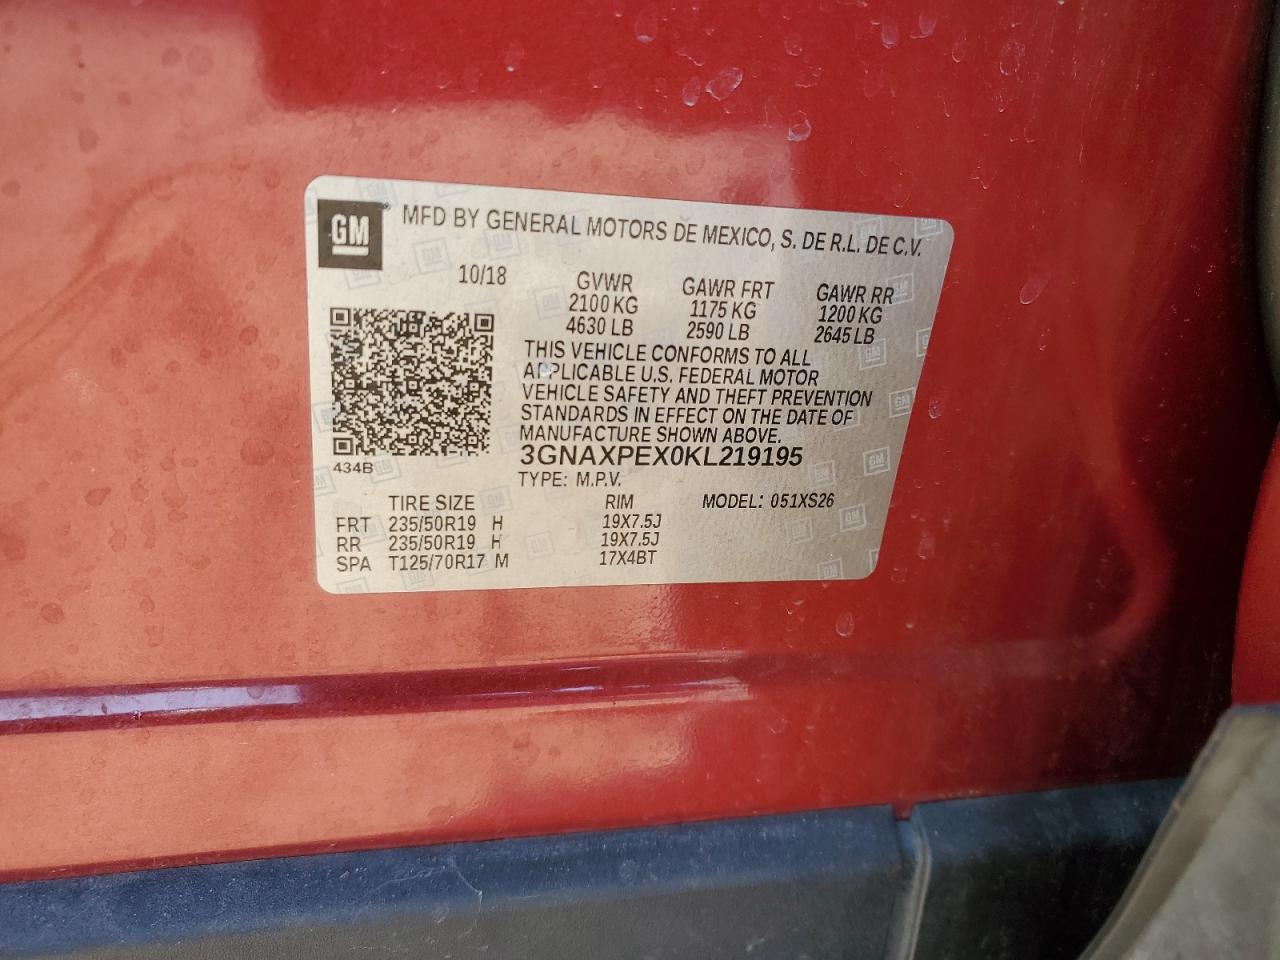 GM ® MFD BY GENERAL MOTORS DE MEXICO, S. DE R.L. DE C.V.
10/18 GVWR GAWR FRT GAWR RR
2100 KG 1175 KG 1200 KG
4630 LB 2590 LB 2645 LB
THIS VEHICLE CONFORMS TO ALL
APPLICABLE U.S. FEDERAL MOTOR
VEHICLE SAFETY AND THEFT PREVENTION
STANDARDS IN EFFECT ON THE DATE OF
MANUFACTURE SHOWN ABOVE.
434B 3GNAXPEX0KL219195
TYPE: M.P.V.
TIRE SIZE RIM MODEL: 051XS26
FRT 235/50R19 H 19X7.5J
RR 235/50R19 H 19X7.5J
SPA T125/70R17 M 17X4BT